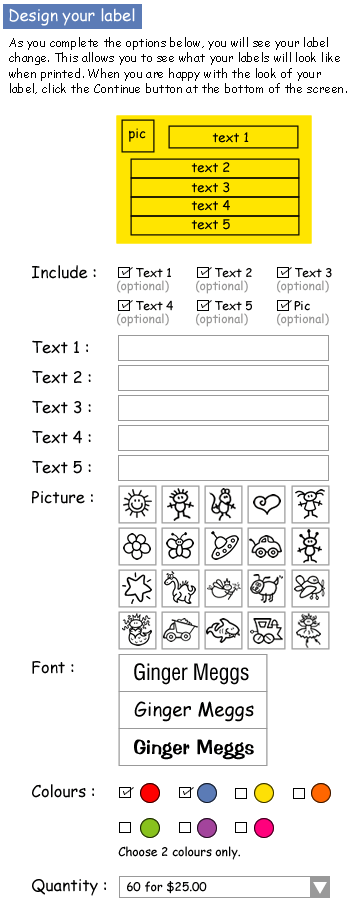 Design your label
As you complete the options below, you will see your label
change. This allows you to see what your labels will look like
when printed. When you are happy with the look of your
label, click the Continue button at the bottom of the screen.
pic
text 1
text 2
text 3
text 4
text 5
Include : Text 1 Text 2 Text 3
(optional) (optional) (optional)
Text 4 Text 5 Pic
(optional) (optional) (optional)
Text 1 :
Text 2 :
Text 3 :
Text 4 :
Text 5 :
Picture :
Font : Ginger Meggs
Ginger Meggs
Ginger Meggs
Colours :
Choose 2 colours only.
Quantity : 60 for $25.00